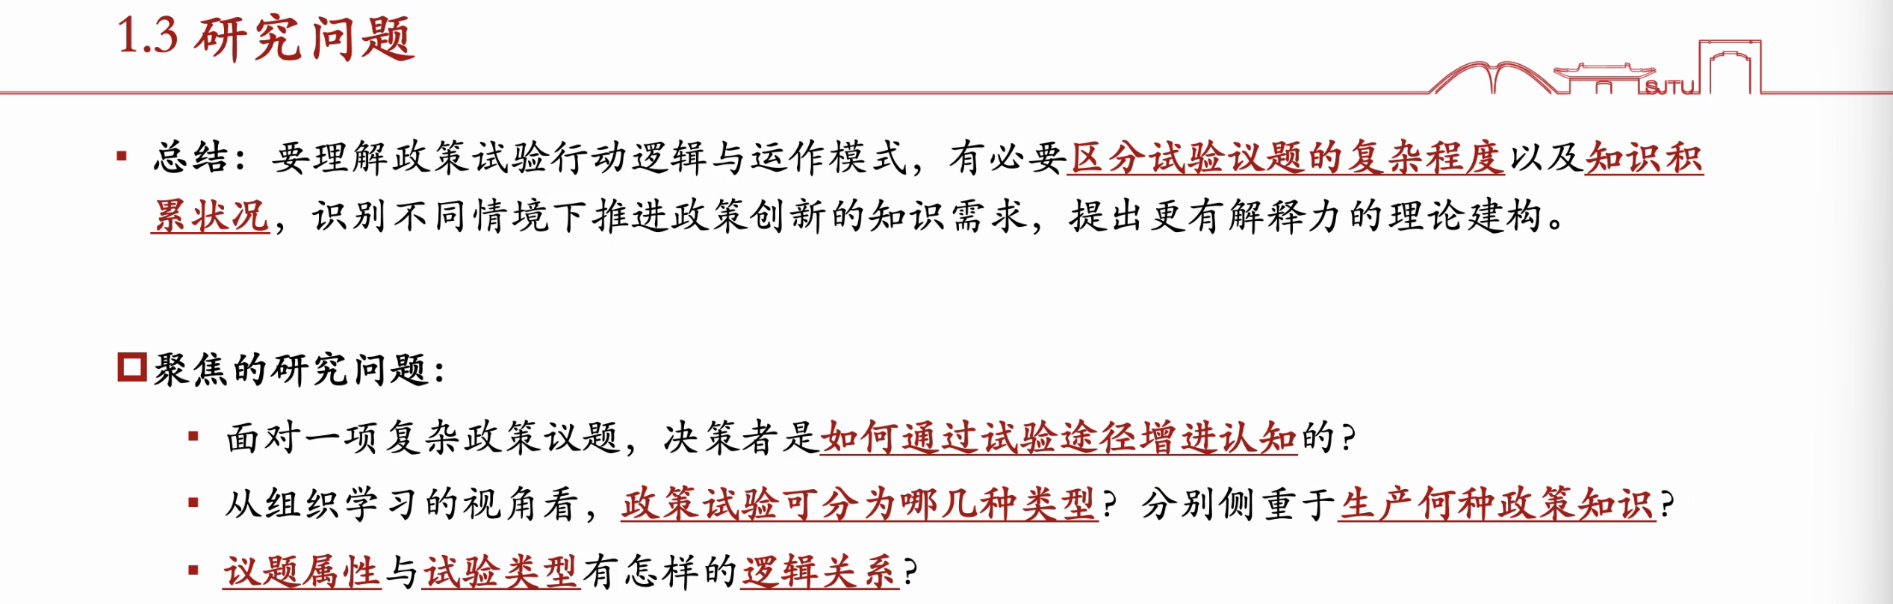 1.3 研究问题
SJTU
▪ 总结：要理解政策试验行动逻辑与运作模式，有必要区分试验议题的复杂程度以及知识积
累状况，识别不同情境下推进政策创新的知识需求，提出更有解释力的理论建构。
聚焦的研究问题：
▪ 面对一项复杂政策议题，决策者是如何通过试验途径增进认知的？
▪ 从组织学习的视角看，政策试验可分为哪几种类型？分别侧重于生产何种政策知识？
▪ 议题属性与试验类型有怎样的逻辑关系？